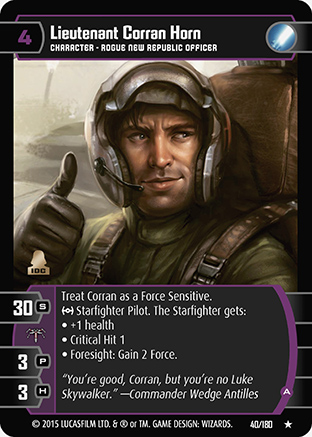 4
Lieutenant Corran Horn
CHARACTER - ROGUE NEW REPUBLIC OFFICER
IDC
30 S
3 P
3 H
Treat Corran as a Force Sensitive.
Starfighter Pilot. The Starfighter gets:
• +1 health
• Critical Hit 1
• Foresight: Gain 2 Force.
"You're good, Corran, but you're no Luke
Skywalker." —Commander Wedge Antilles
A
© 2015 LUCASFILM LTD. & ® or TM. GAME DESIGN: WIZARDS.
40/180 ★